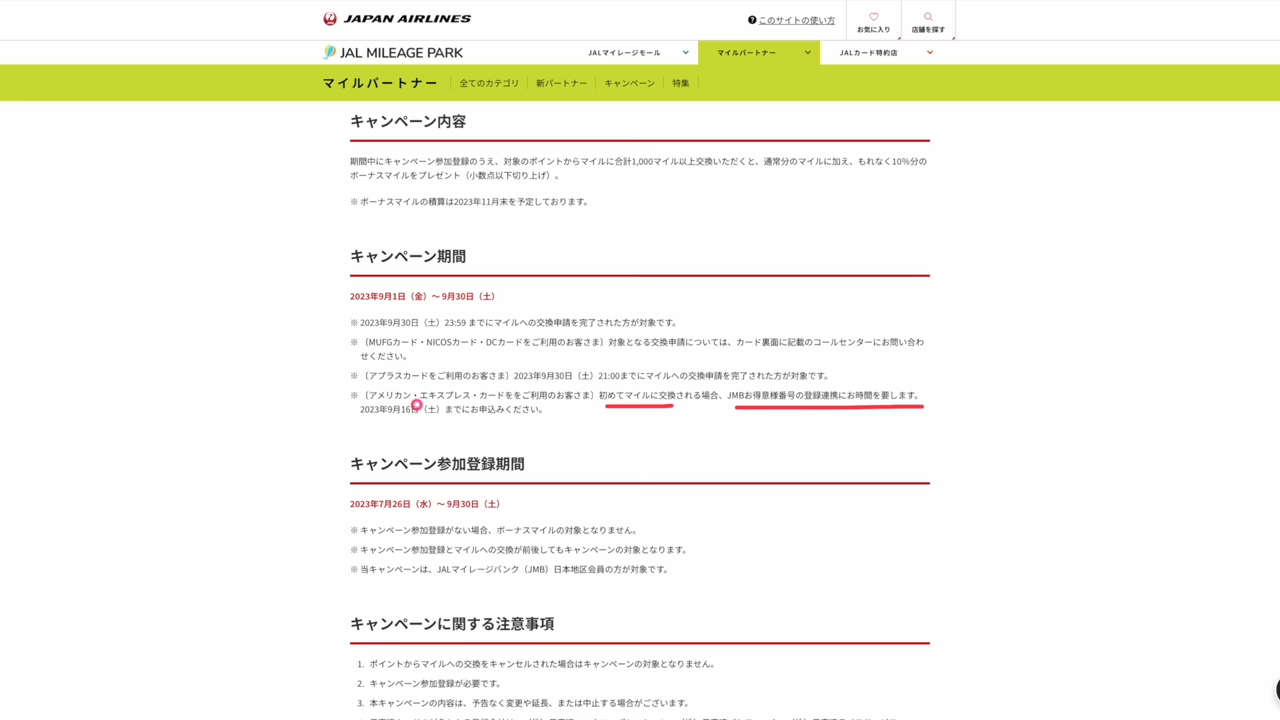 JAPAN AIRLINES
このサイトの使い方
お気に入り
店舗を探す
JAL MILEAGE PARK
JALマイレージモール
マイルパートナー
JALカード特約店
マイルパートナー
全てのカテゴリ
新パートナー
キャンペーン
特集
キャンペーン内容
期間中にキャンペーン参加登録のうえ、対象のポイントからマイルに合計1,000マイル以上交換いただくと、通常分のマイルに加え、もれなく10%分の
ボーナスマイルをプレゼント（小数点以下切り上げ）。
※ ボーナスマイルの積算は2023年11月末を予定しております。
キャンペーン期間
2023年9月1日（金）～ 9月30日（土）
※ 2023年9月30日（土）23:59 までにマイルへの交換申請を完了された方が対象です。
※ 〔MUFGカード・NICOSカード・DCカードをご利用のお客さま〕対象となる交換申請については、カード裏面に記載のコールセンターにお問い合わ
せください。
※ 〔アプラスカードをご利用のお客さま〕2023年9月30日（土）21:00までにマイルへの交換申請を完了された方が対象です。
※ 〔アメリカン・エキスプレス・カードををご利用のお客さま〕初めてマイルに交換される場合、JMBお得意様番号の登録連携にお時間を要します。
2023年9月16日（土）までにお申込みください。
キャンペーン参加登録期間
2023年7月26日（水）～ 9月30日（土）
※ キャンペーン参加登録がない場合、ボーナスマイルの対象となりません。
※ キャンペーン参加登録とマイルへの交換が前後してもキャンペーンの対象となります。
※ 当キャンペーンは、JALマイレージバンク（JMB）日本地区会員の方が対象です。
キャンペーンに関する注意事項
1. ポイントからマイルへの交換をキャンセルされた場合はキャンペーンの対象となりません。
2. キャンペーン参加登録が必要です。
3. 本キャンペーンの内容は、予告なく変更や延長、または中止する場合がございます。